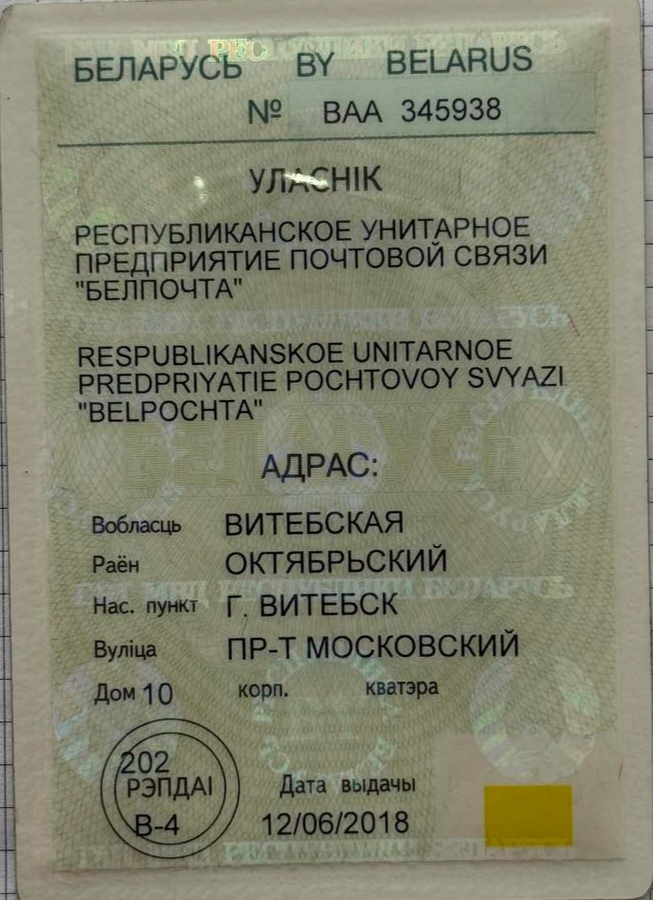 БЕЛАРУСЬ BY BELARUS
№ BAA 345938
УЛАСНІК
РЕСПУБЛИКАНСКОЕ УНИТАРНОЕ
ПРЕДПРИЯТИЕ ПОЧТОВОЙ СВЯЗИ
"БЕЛПОЧТА"
RESPUBLIKANSKOE UNITARNOE
PREDPRIYATIE POCHTOVOY SVYAZI
"BELPOCHTA"
АДРАС:
Вобласць ВИТЕБСКАЯ
Раён ОКТЯБРЬСКИЙ
Нас. пункт Г. ВИТЕБСК
Вуліца ПР-Т МОСКОВСКИЙ
Дом 10 корп. кватэра
202
РЭПДАІ
В-4
Дата выдачы
12/06/2018